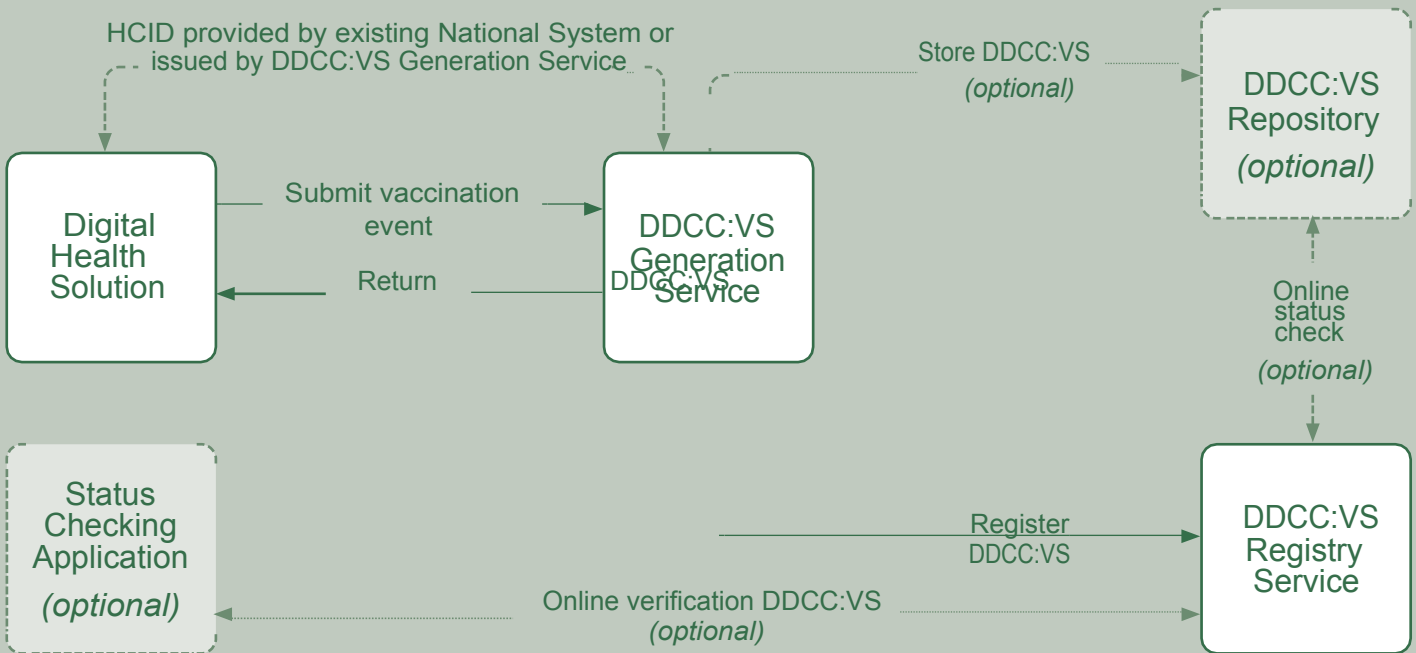 HCID provided by existing National System or
issued by DDCC:VS Generation Service
Store DDCC:VS
(optional)
DDCC:VS
Repository
(optional)
Digital
Health
Solution
Submit vaccination
event
Return
DDCC:VS
DDCC:VS
Generation
Service
Online
status
check
(optional)
Status
Checking
Application
(optional)
Register
DDCC:VS
Online verification DDCC:VS
(optional)
DDCC:VS
Registry
Service